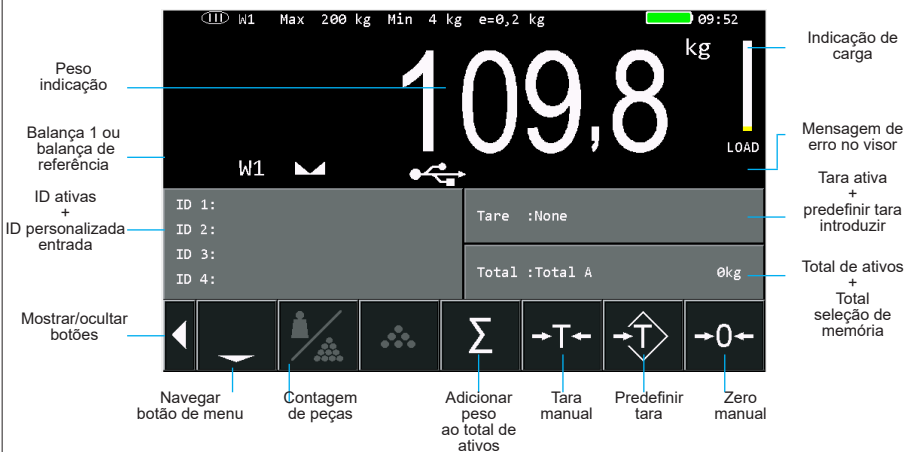 III W1 Max 200 kg Min 4 kg e=0,2 kg 09:52
109,8 kg
LOAD
W1
ID 1:
ID 2:
ID 3:
ID 4:
Tare :None
Total :Total A 0kg
Σ
→T←
→T←
→0←
Peso
indicação
Balança 1 ou
balança de
referência
ID ativas
+
ID personalizada
entrada
Mostrar/ocultar
botões
Indicação de
carga
Mensagem de
erro no visor
Tara ativa
+
predefinir tara
introduzir
Total de ativos
+
Total
seleção de
memória
Navegar
botão de menu
Contagem
de peças
Adicionar
peso
ao total de
ativos
Tara
manual
Predefinir
tara
Zero
manual